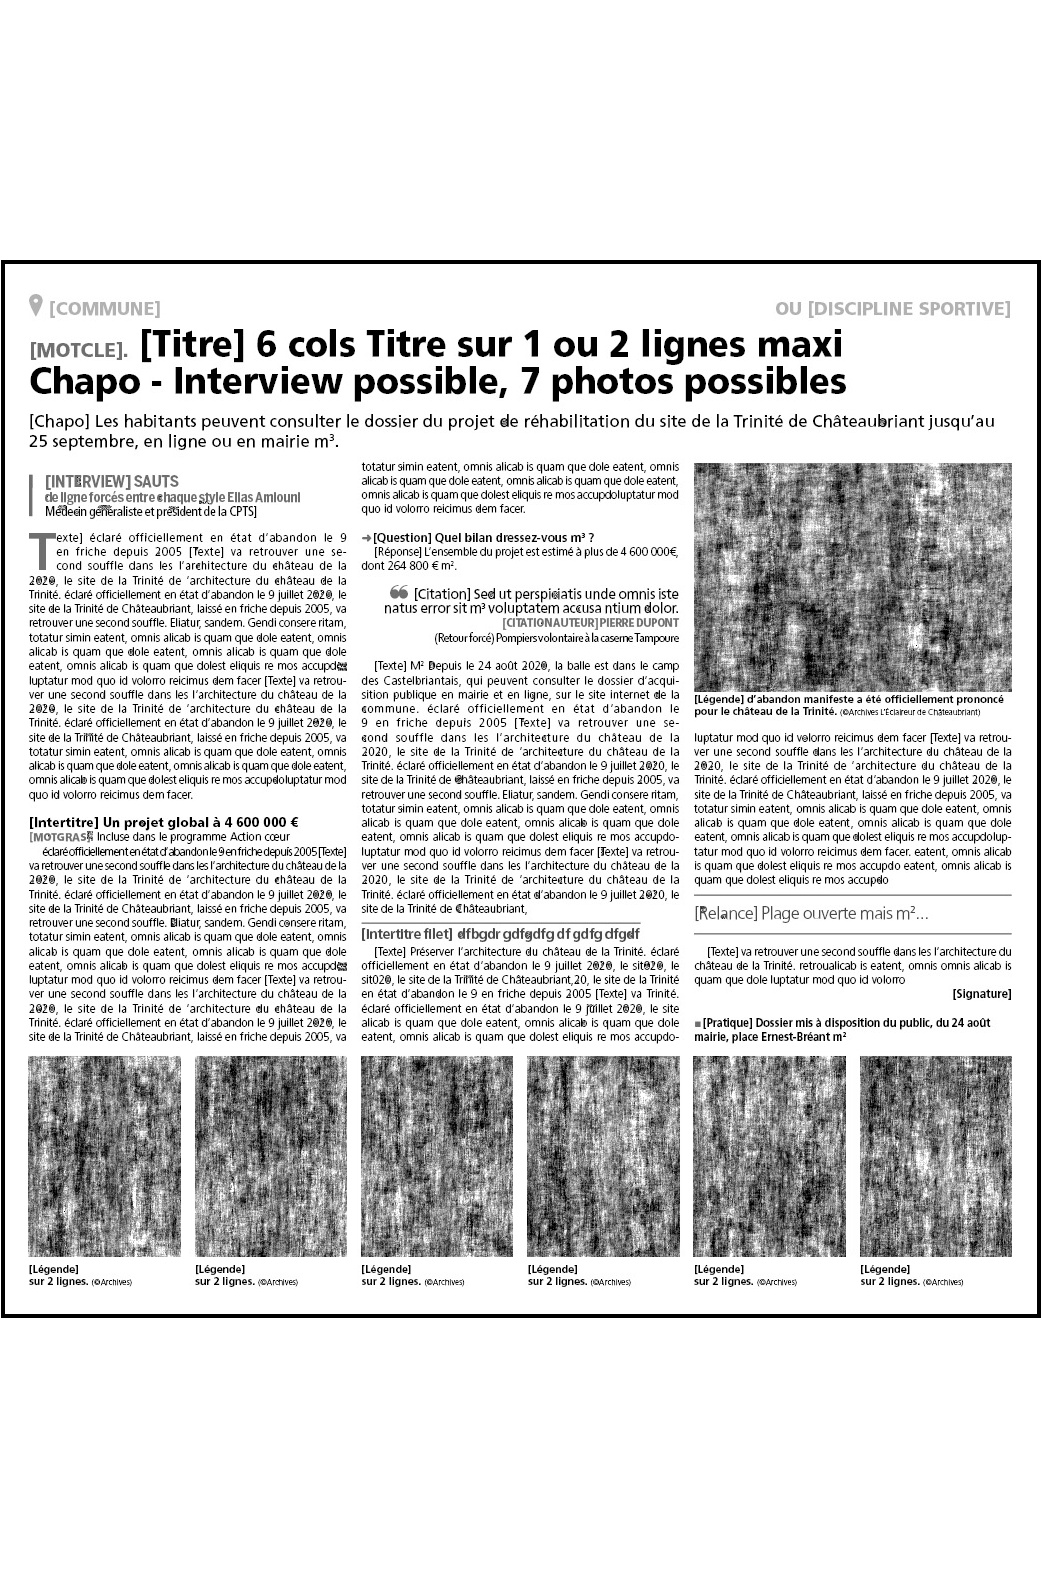 [COMMUNE]
OU [DISCIPLINE SPORTIVE]
[MOTCLE]. [Titre] 6 cols Titre sur 1 ou 2 lignes maxi
Chapo - Interview possible, 7 photos possibles
[Chapo] Les habitants peuvent consulter le dossier du projet de réhabilitation du site de la Trinité de Châteaubriant jusqu’au
25 septembre, en ligne ou en mairie m³.
[INTERVIEW] SAUTS
de ligne forcés entre chaque style Elias Amiouni
Médecin généraliste et président de la CPTS]
Texte] éclaré officiellement en état d’abandon le 9
en friche depuis 2005 [Texte] va retrouver une se-
cond souffle dans les l’architecture du château de la
2020, le site de la Trinité de ’architecture du château de la
Trinité. éclaré officiellement en état d’abandon le 9 juillet 2020, le
site de la Trinité de Châteaubriant, laissé en friche depuis 2005, va
retrouver une second souffle. Eliatur, sandem. Gendi consere ritam,
totatur simin eatent, omnis alicab is quam que dole eatent, omnis
alicab is quam que dole eatent, omnis alicab is quam que dole
eatent, omnis alicab is quam que dolest eliquis re mos accupdo
luptatur mod quo id volorro reicimus dem facer [Texte] va retrou-
ver une second souffle dans les l’architecture du château de la
2020, le site de la Trinité de ’architecture du château de la
Trinité. éclaré officiellement en état d’abandon le 9 juillet 2020, le
site de la Trinité de Châteaubriant, laissé en friche depuis 2005, va
totatur simin eatent, omnis alicab is quam que dole eatent, omnis
alicab is quam que dole eatent, omnis alicab is quam que dole eatent,
omnis alicab is quam que dolest eliquis re mos accupdoluptatur mod
quo id volorro reicimus dem facer.
[Intertitre] Un projet global à 4 600 000 €
[MOTGRAS] Incluse dans le programme Action cœur
éclaré officiellement en état d’abandon le 9 en friche depuis 2005 [Texte]
va retrouver une second souffle dans les l’architecture du château de la
2020, le site de la Trinité de ’architecture du château de la
Trinité. éclaré officiellement en état d’abandon le 9 juillet 2020, le
site de la Trinité de Châteaubriant, laissé en friche depuis 2005, va
retrouver une second souffle. Eliatur, sandem. Gendi consere ritam,
totatur simin eatent, omnis alicab is quam que dole eatent, omnis
alicab is quam que dole eatent, omnis alicab is quam que dole
eatent, omnis alicab is quam que dolest eliquis re mos accupdo
luptatur mod quo id volorro reicimus dem facer [Texte] va retrou-
ver une second souffle dans les l’architecture du château de la
2020, le site de la Trinité de ’architecture du château de la
Trinité. éclaré officiellement en état d’abandon le 9 juillet 2020, le
site de la Trinité de Châteaubriant, laissé en friche depuis 2005, va
totatur simin eatent, omnis alicab is quam que dole eatent, omnis
alicab is quam que dole eatent, omnis alicab is quam que dole eatent,
omnis alicab is quam que dolest eliquis re mos accupdoluptatur mod
quo id volorro reicimus dem facer.
➜ [Question] Quel bilan dressez-vous m³ ?
[Réponse] L’ensemble du projet est estimé à plus de 4 600 000€,
dont 264 800 € m².
❝ [Citation] Sed ut perspiciatis unde omnis iste
natus error sit m³ voluptatem accusa ntium dolor.
[CITATION AUTEUR] PIERRE DUPONT
(Retour forcé) Pompiers volontaire à la caserne Tampoure
[Texte] M² Depuis le 24 août 2020, la balle est dans le camp
des Castelbriantais, qui peuvent consulter le dossier d’acqui-
sition publique en mairie et en ligne, sur le site internet de la
commune. éclaré officiellement en état d’abandon le
9 en friche depuis 2005 [Texte] va retrouver une se-
cond souffle dans les l’architecture du château de la
2020, le site de la Trinité de ’architecture du château de la
Trinité. éclaré officiellement en état d’abandon le 9 juillet 2020, le
site de la Trinité de Châteaubriant, laissé en friche depuis 2005, va
retrouver une second souffle. Eliatur, sandem. Gendi consere ritam,
totatur simin eatent, omnis alicab is quam que dole eatent, omnis
alicab is quam que dole eatent, omnis alicab is quam que dole
eatent, omnis alicab is quam que dolest eliquis re mos accupdo-
luptatur mod quo id volorro reicimus dem facer [Texte] va retrou-
ver une second souffle dans les l’architecture du château de la
2020, le site de la Trinité de ’architecture du château de la
Trinité. éclaré officiellement en état d’abandon le 9 juillet 2020, le
site de la Trinité de Châteaubriant,
[Intertitre filet] dfbgdr gdfgdfg df gdfg dfgdf
[Texte] Préserver l’architecture du château de la Trinité. éclaré
officiellement en état d’abandon le 9 juillet 2020, le sit020, le
sit020, le site de la Trinité de Châteaubriant,20, le site de la Trinité
en état d’abandon le 9 en friche depuis 2005 [Texte] va Trinité.
éclaré officiellement en état d’abandon le 9 juillet 2020, le site
alicab is quam que dole eatent, omnis alicab is quam que dole
eatent, omnis alicab is quam que dolest eliquis re mos accupdo-
[Légende] d’abandon manifeste a été officiellement prononcé
pour le château de la Trinité. (©Archives L’Éclaireur de Châteaubriant)
luptatur mod quo id volorro reicimus dem facer [Texte] va retrou-
ver une second souffle dans les l’architecture du château de la
2020, le site de la Trinité de ’architecture du château de la
Trinité. éclaré officiellement en état d’abandon le 9 juillet 2020, le
site de la Trinité de Châteaubriant, laissé en friche depuis 2005, va
totatur simin eatent, omnis alicab is quam que dole eatent, omnis
alicab is quam que dole eatent, omnis alicab is quam que dole
eatent, omnis alicab is quam que dolest eliquis re mos accupdolup-
tatur mod quo id volorro reicimus dem facer. eatent, omnis alicab
is quam que dolest eliquis re mos accupdo eatent, omnis alicab is
quam que dolest eliquis re mos accupdo
[Relance] Plage ouverte mais m²...
[Texte] va retrouver une second souffle dans les l’architecture du
château de la Trinité. retroualicab is eatent, omnis omnis alicab is
quam que dole luptatur mod quo id volorro
[Signature]
■ [Pratique] Dossier mis à disposition du public, du 24 août
mairie, place Ernest-Bréant m²
[Légende]
sur 2 lignes. (©Archives)
[Légende]
sur 2 lignes. (©Archives)
[Légende]
sur 2 lignes. (©Archives)
[Légende]
sur 2 lignes. (©Archives)
[Légende]
sur 2 lignes. (©Archives)
[Légende]
sur 2 lignes. (©Archives)